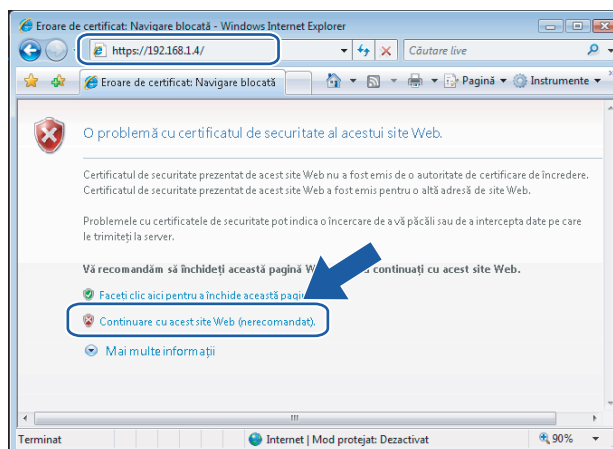 Eroare de certificat: Navigare blocată - Windows Internet Explorer
https://192.168.1.4/
Căutare live
Eroare de certificat: Navigare blocată
Pagină
Instrumente
O problemă cu certificatul de securitate al acestui site Web.
Certificatul de securitate prezentat de acest site Web nu a fost emis de o autoritate de certificare de încredere.
Certificatul de securitate prezentat de acest site Web a fost emis pentru o altă adresă de site Web.
Problemele cu certificatele de securitate pot indica o încercare de a vă păcăli sau de a intercepta date pe care
le trimiteți la server.
Vă recomandăm să închideți această pagină continuați cu acest site Web.
Faceți clic aici pentru a închide această
Continuare cu acest site Web (nerecomandat).
Mai multe informații
Terminat
Internet | Mod protejat: Dezactivat
90%